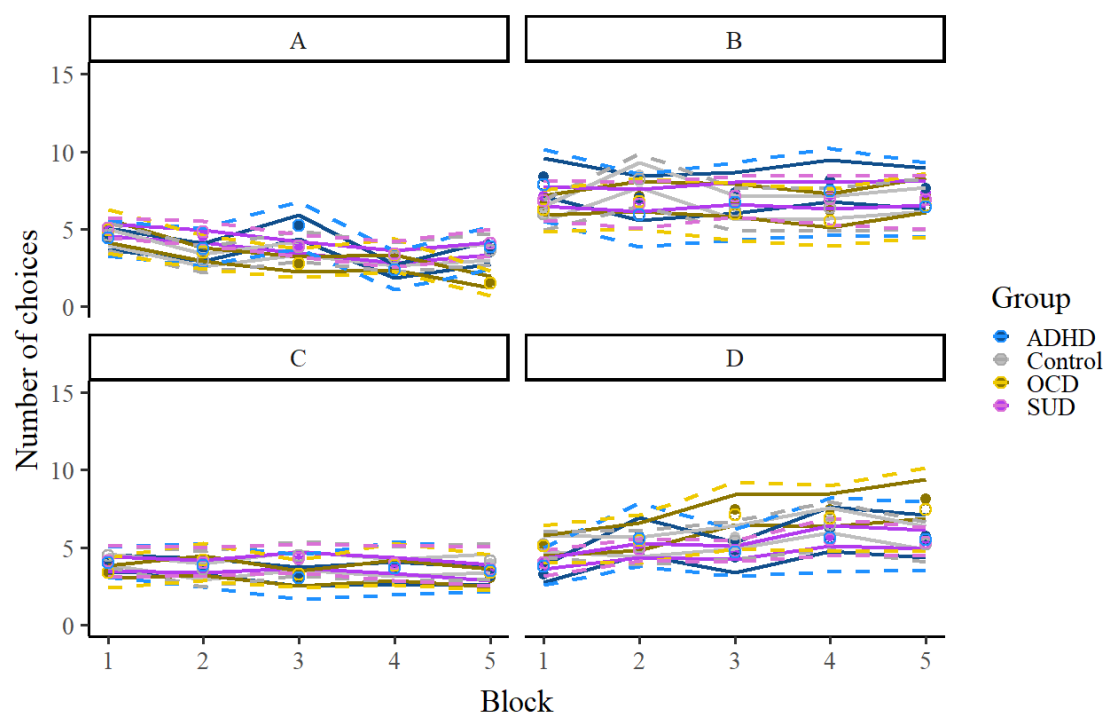 A
B
15
10
5
0
C
D
15
10
5
0
1 2 3 4 5
1 2 3 4 5
Number of choices
Block
Group
ADHD
Control
OCD
SUD